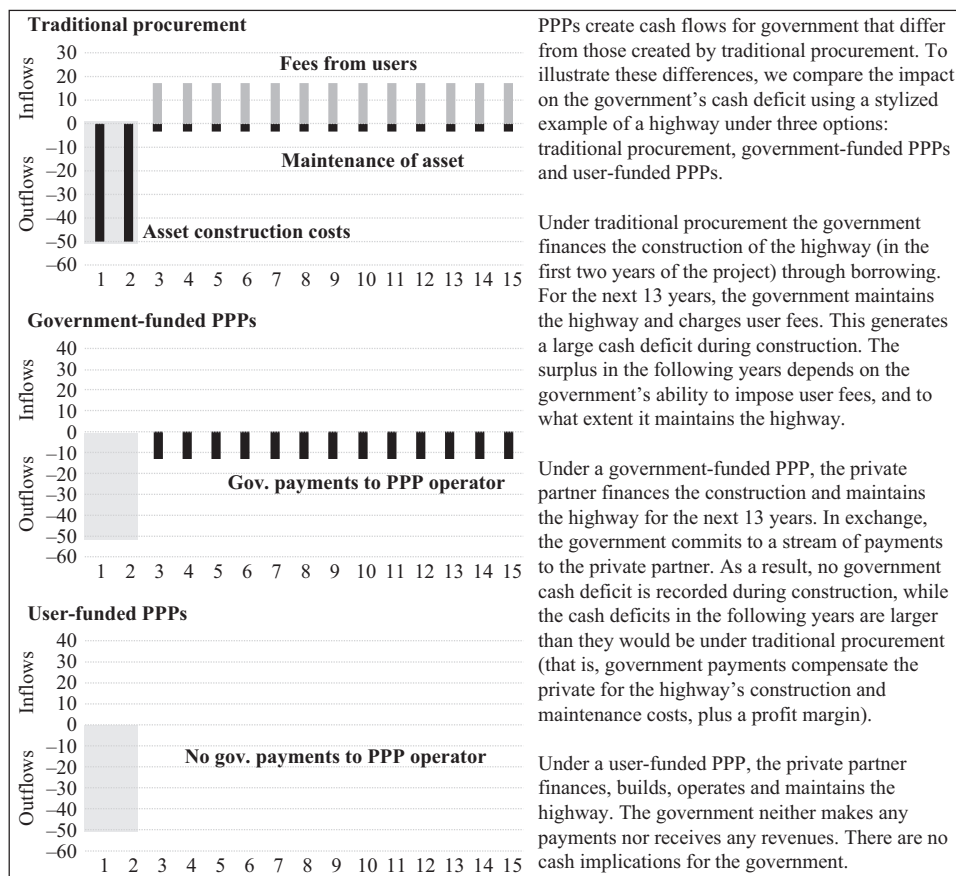 Traditional procurement
30
20
10
0
–10
–20
–30
–40
–50
–60
Inflows
Outflows
Fees from users
Maintenance of asset
Asset construction costs
1 2 3 4 5 6 7 8 9 10 11 12 13 14 15
Government-funded PPPs
40
30
20
10
0
–10
–20
–30
–40
–50
–60
Inflows
Outflows
Gov. payments to PPP operator
1 2 3 4 5 6 7 8 9 10 11 12 13 14 15
User-funded PPPs
40
30
20
10
0
–10
–20
–30
–40
–50
–60
Inflows
Outflows
No gov. payments to PPP operator
1 2 3 4 5 6 7 8 9 10 11 12 13 14 15
PPPs create cash flows for government that differ
from those created by traditional procurement. To
illustrate these differences, we compare the impact
on the government's cash deficit using a stylized
example of a highway under three options:
traditional procurement, government-funded PPPs
and user-funded PPPs.
Under traditional procurement the government
finances the construction of the highway (in the
first two years of the project) through borrowing.
For the next 13 years, the government maintains
the highway and charges user fees. This generates
a large cash deficit during construction. The
surplus in the following years depends on the
government's ability to impose user fees, and to
what extent it maintains the highway.
Under a government-funded PPP, the private
partner finances the construction and maintains
the highway for the next 13 years. In exchange,
the government commits to a stream of payments
to the private partner. As a result, no government
cash deficit is recorded during construction, while
the cash deficits in the following years are larger
than they would be under traditional procurement
(that is, government payments compensate the
private for the highway's construction and
maintenance costs, plus a profit margin).
Under a user-funded PPP, the private partner
finances, builds, operates and maintains the
highway. The government neither makes any
payments nor receives any revenues. There are no
cash implications for the government.